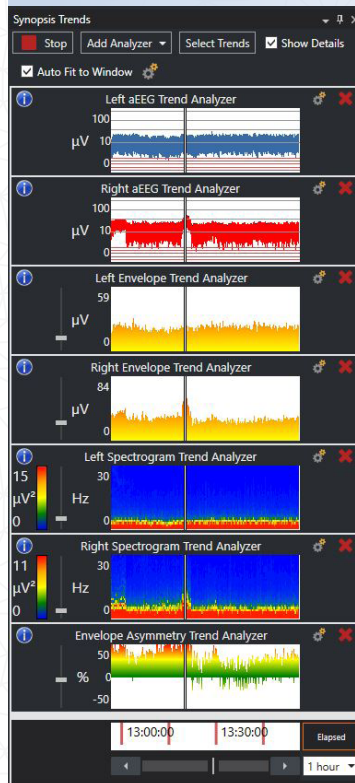 Synopsis Trends
Stop Add Analyzer Select Trends Show Details
Auto Fit to Window
Left aEEG Trend Analyzer
100
µV 10
0
Right aEEG Trend Analyzer
100
µV 10
0
Left Envelope Trend Analyzer
59
µV
0
Right Envelope Trend Analyzer
84
µV
0
Left Spectrogram Trend Analyzer
15 30
µV² Hz
0 0
Right Spectrogram Trend Analyzer
11 30
µV² Hz
0 0
Envelope Asymmetry Trend Analyzer
50
% 0
-50
13:00:00 13:30:00 Elapsed
1 hour